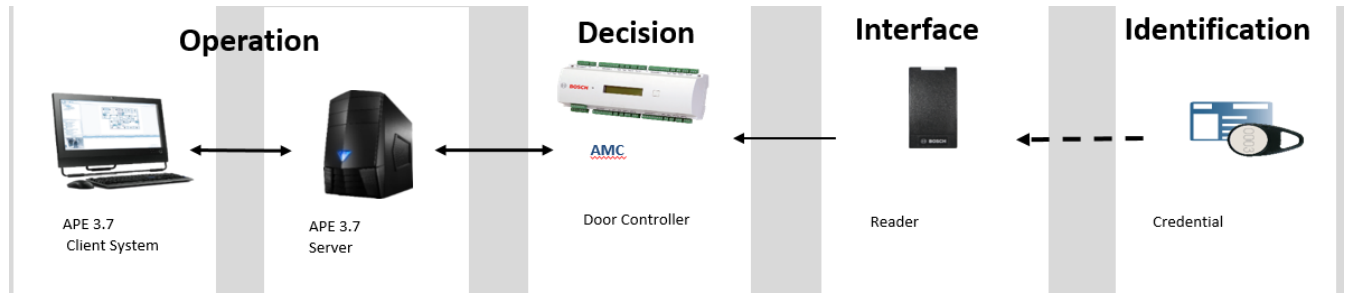 Operation
Decision
Interface
Identification
BOSCH
AMC
BOSCH
APE 3.7
Client System
APE 3.7
Server
Door Controller
Reader
Credential